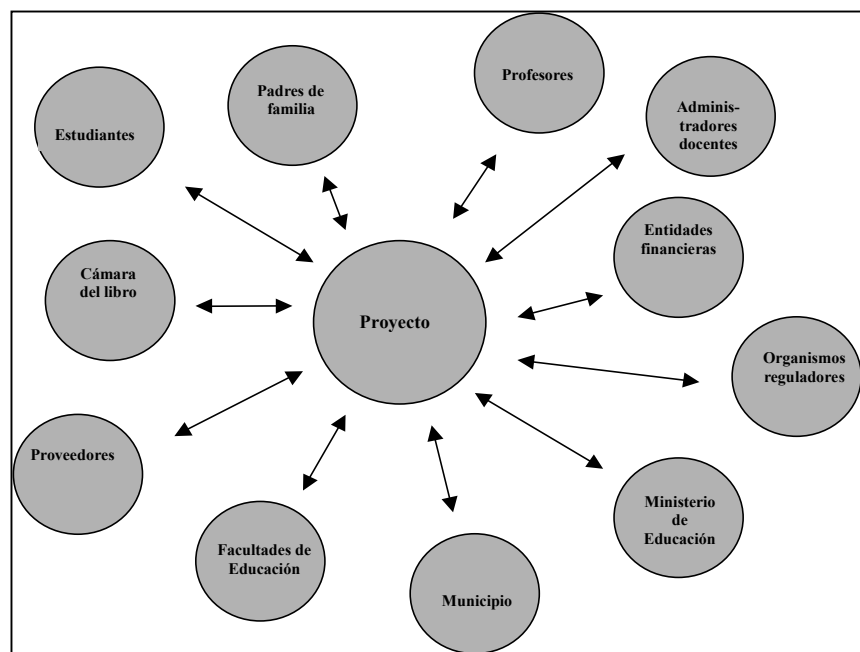 Padres de
familia
Profesores
Estudiantes
Adminis-
tradores
docentes
Entidades
financieras
Cámara
del libro
Proyecto
Organismos
reguladores
Proveedores
Ministerio
de
Educación
Facultades de
Educación
Municipio